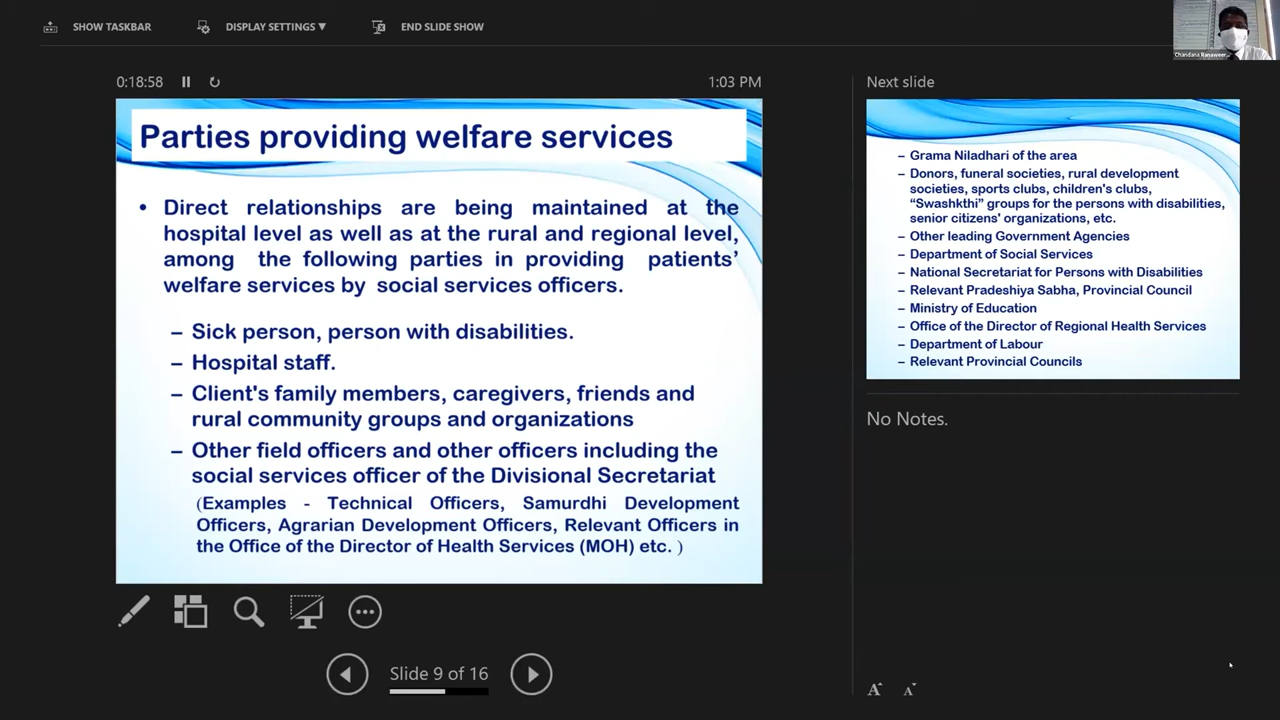 SHOW TASKBAR
DISPLAY SETTINGS ▼
END SLIDE SHOW
0:18:58
1:03 PM
Parties providing welfare services
• Direct relationships are being maintained at the
hospital level as well as at the rural and regional level,
among the following parties in providing patients’
welfare services by social services officers.
– Sick person, person with disabilities.
– Hospital staff.
– Client's family members, caregivers, friends and
rural community groups and organizations
– Other field officers and other officers including the
social services officer of the Divisional Secretariat
(Examples - Technical Officers, Samurdhi Development
Officers, Agrarian Development Officers, Relevant Officers in
the Office of the Director of Health Services (MOH) etc. )
Slide 9 of 16
Chandana Ranaweer...
Next slide
– Grama Niladhari of the area
– Donors, funeral societies, rural development
societies, sports clubs, children's clubs,
“Swashkthi” groups for the persons with disabilities,
senior citizens' organizations, etc.
– Other leading Government Agencies
– Department of Social Services
– National Secretariat for Persons with Disabilities
– Relevant Pradeshiya Sabha, Provincial Council
– Ministry of Education
– Office of the Director of Regional Health Services
– Department of Labour
– Relevant Provincial Councils
No Notes.
A A